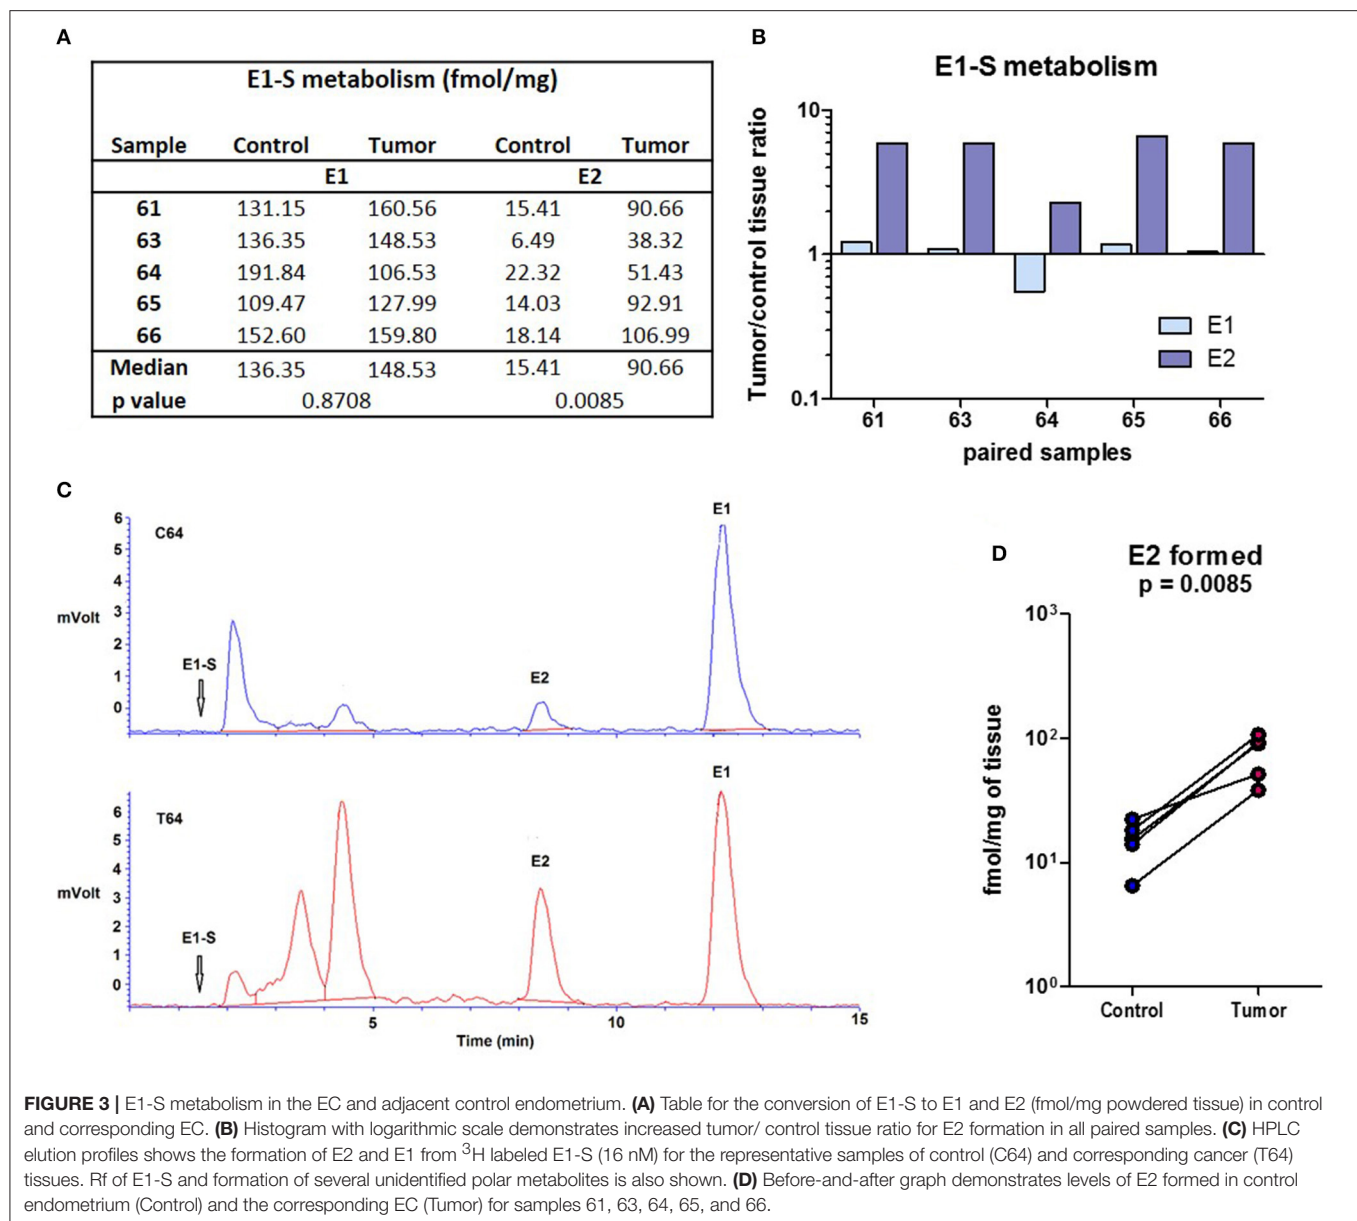 A
E1-S metabolism (fmol/mg)
Sample Control Tumor Control Tumor
E1 E2
61 131.15 160.56 15.41 90.66
63 136.35 148.53 6.49 38.32
64 191.84 106.53 22.32 51.43
65 109.47 127.99 14.03 92.91
66 152.60 159.80 18.14 106.99
Median 136.35 148.53 15.41 90.66
p value 0.8708 0.0085
B
E1-S metabolism
Tumor/control tissue ratio
10
1
0.1
E1
E2
61 63 64 65 66
paired samples
C
C64
mVolt
6
5
4
3
2
1
0
E1-S
E2
E1
T64
mVolt
6
5
4
3
2
1
0
E1-S
E2
E1
5 10 15
Time (min)
D
E2 formed
p = 0.0085
fmol/mg of tissue
10³
10²
10¹
10⁰
Control Tumor
FIGURE 3 | E1-S metabolism in the EC and adjacent control endometrium. (A) Table for the conversion of E1-S to E1 and E2 (fmol/mg powdered tissue) in control
and corresponding EC. (B) Histogram with logarithmic scale demonstrates increased tumor/ control tissue ratio for E2 formation in all paired samples. (C) HPLC
elution profiles shows the formation of E2 and E1 from ³H labeled E1-S (16 nM) for the representative samples of control (C64) and corresponding cancer (T64)
tissues. Rf of E1-S and formation of several unidentified polar metabolites is also shown. (D) Before-and-after graph demonstrates levels of E2 formed in control
endometrium (Control) and the corresponding EC (Tumor) for samples 61, 63, 64, 65, and 66.